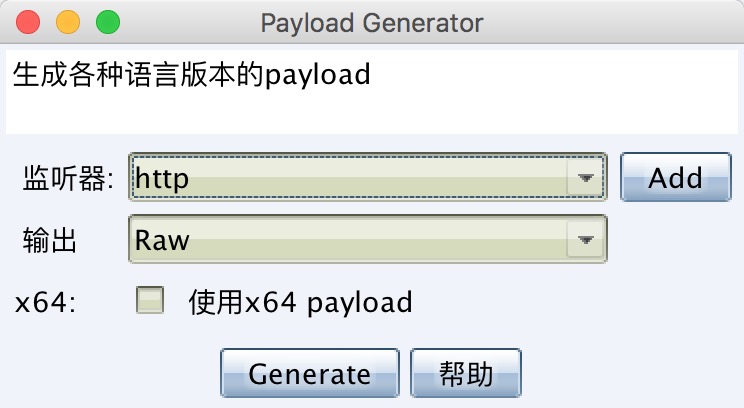 Payload Generator
生成各种语言版本的payload
监听器: http Add
输出 Raw
x64: 使用x64 payload
Generate 帮助